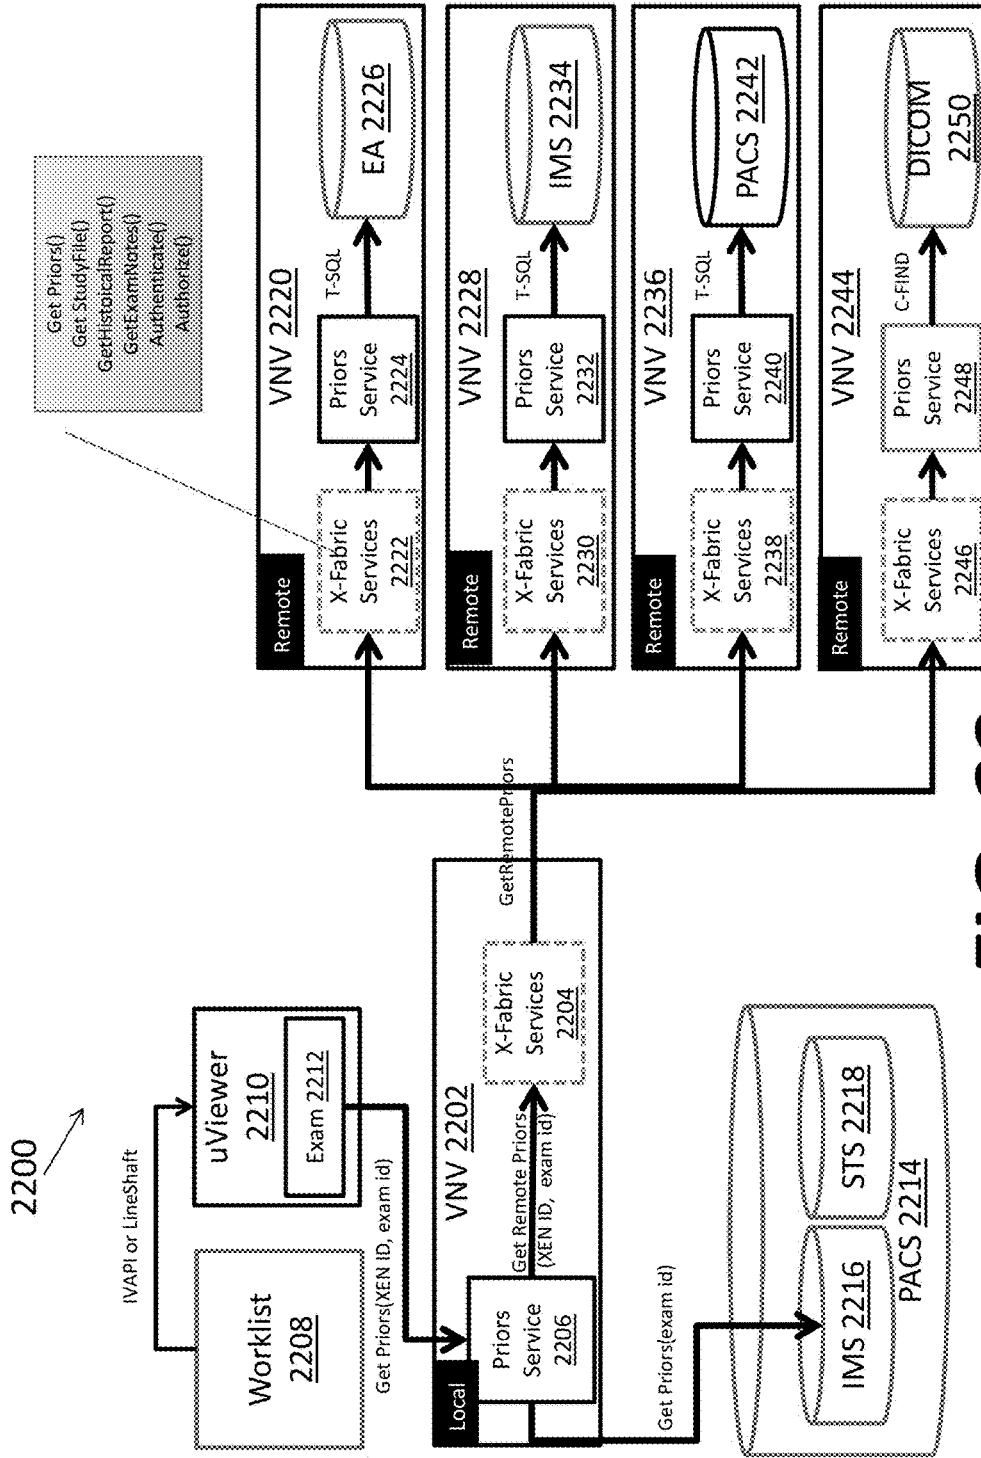 2200
Worklist
2208
IVAPI or LineShaft
uViewer
2210
Exam 2212
Get Priors(XEN ID, exam id)
Local
VNV 2202
Priors
Service
2206
Get Remote Priors
(XEN ID, exam id)
X-Fabric
Services
2204
GetRemotePriors
Get Priors(exam id)
IMS 2216
STS 2218
PACS 2214
Get Priors()
Get StudyFile()
GetHistoicalReport()
GetExamNotes()
Authenticate()
Authorize()
Remote
VNV 2220
X-Fabric
Services
2222
Priors
Service
2224
T-SQL
EA 2226
Remote
VNV 2228
X-Fabric
Services
2230
Priors
Service
2232
T-SQL
IMS 2234
Remote
VNV 2236
X-Fabric
Services
2238
Priors
Service
2240
T-SQL
PACS 2242
Remote
VNV 2244
X-Fabric
Services
2246
Priors
Service
2248
C-FIND
DICOM
2250